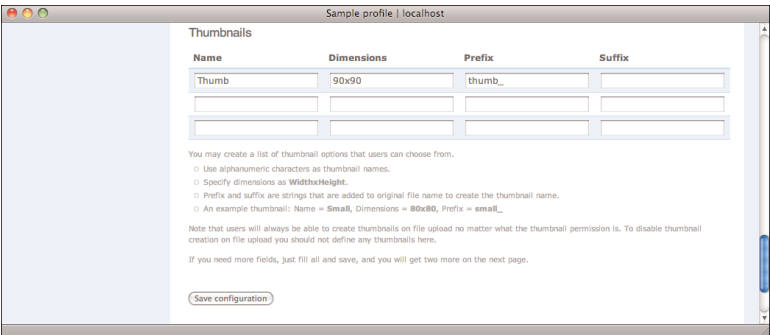 Sample profile | localhost
Thumbnails
Name Dimensions Prefix Suffix
Thumb 90x90 thumb_
You may create a list of thumbnail options that users can choose from.
Use alphanumeric characters as thumbnail names.
Specify dimensions as WidthxHeight.
Prefix and suffix are strings that are added to original file name to create the thumbnail name.
An example thumbnail: Name = Small, Dimensions = 80x80, Prefix = small_
Note that users will always be able to create thumbnails on file upload no matter what the thumbnail permission is. To disable thumbnail
creation on file upload you should not define any thumbnails here.
If you need more fields, just fill all and save, and you will get two more on the next page.
Save configuration